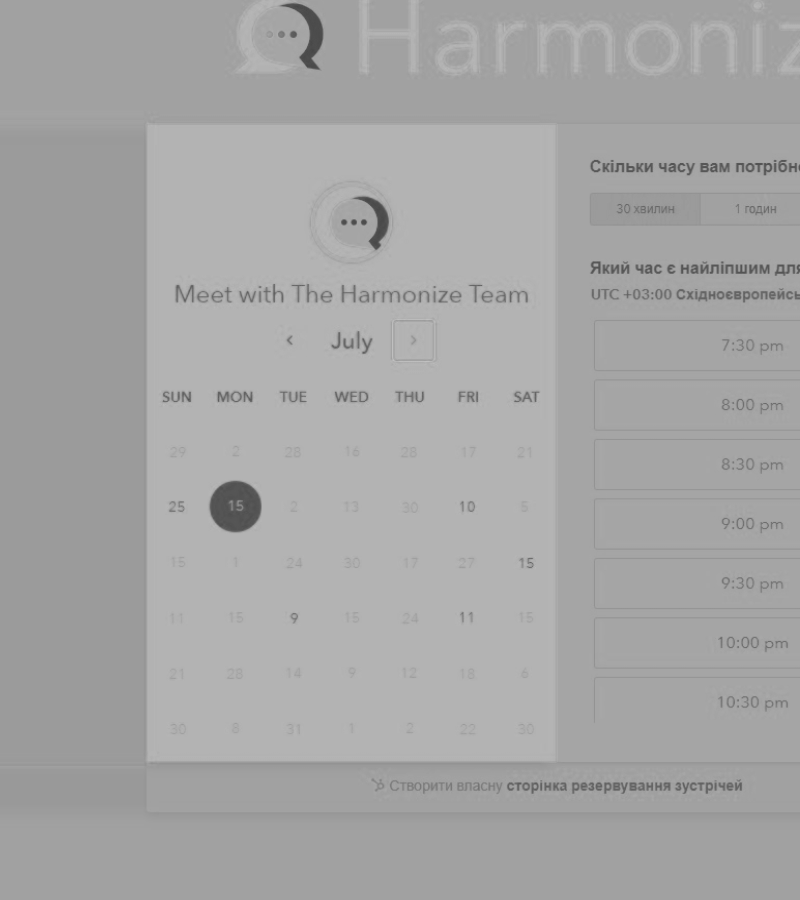 Harmoniz
Meet with The Harmonize Team
July
SUN MON TUE WED THU FRI SAT
29 2 28 16 28 17 21
25 15 2 13 30 10 5
15 1 24 30 17 27 15
11 15 9 15 24 11 15
21 28 14 9 12 18 6
30 8 31 1 2 22 30
Скільки часу вам потрібно
30 хвилин 1 годин
Який час є найліпшим для
UTC +03:00 Східноєвропейсь
7:30 pm
8:00 pm
8:30 pm
9:00 pm
9:30 pm
10:00 pm
10:30 pm
Створити власну сторінка резервування зустрічей